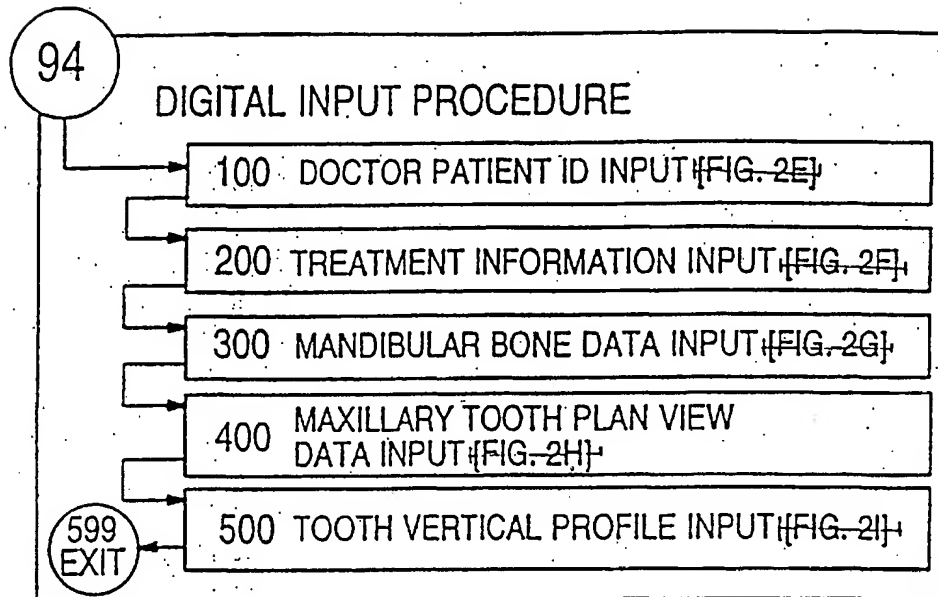 94
DIGITAL INPUT PROCEDURE
100 DOCTOR PATIENT ID INPUT [FIG. 2E]
200 TREATMENT INFORMATION INPUT [FIG. 2F]
300 MANDIBULAR BONE DATA INPUT [FIG. 2G]
400 MAXILLARY TOOTH PLAN VIEW
DATA INPUT [FIG. 2H]
500 TOOTH VERTICAL PROFILE INPUT [FIG. 2I]
599
EXIT